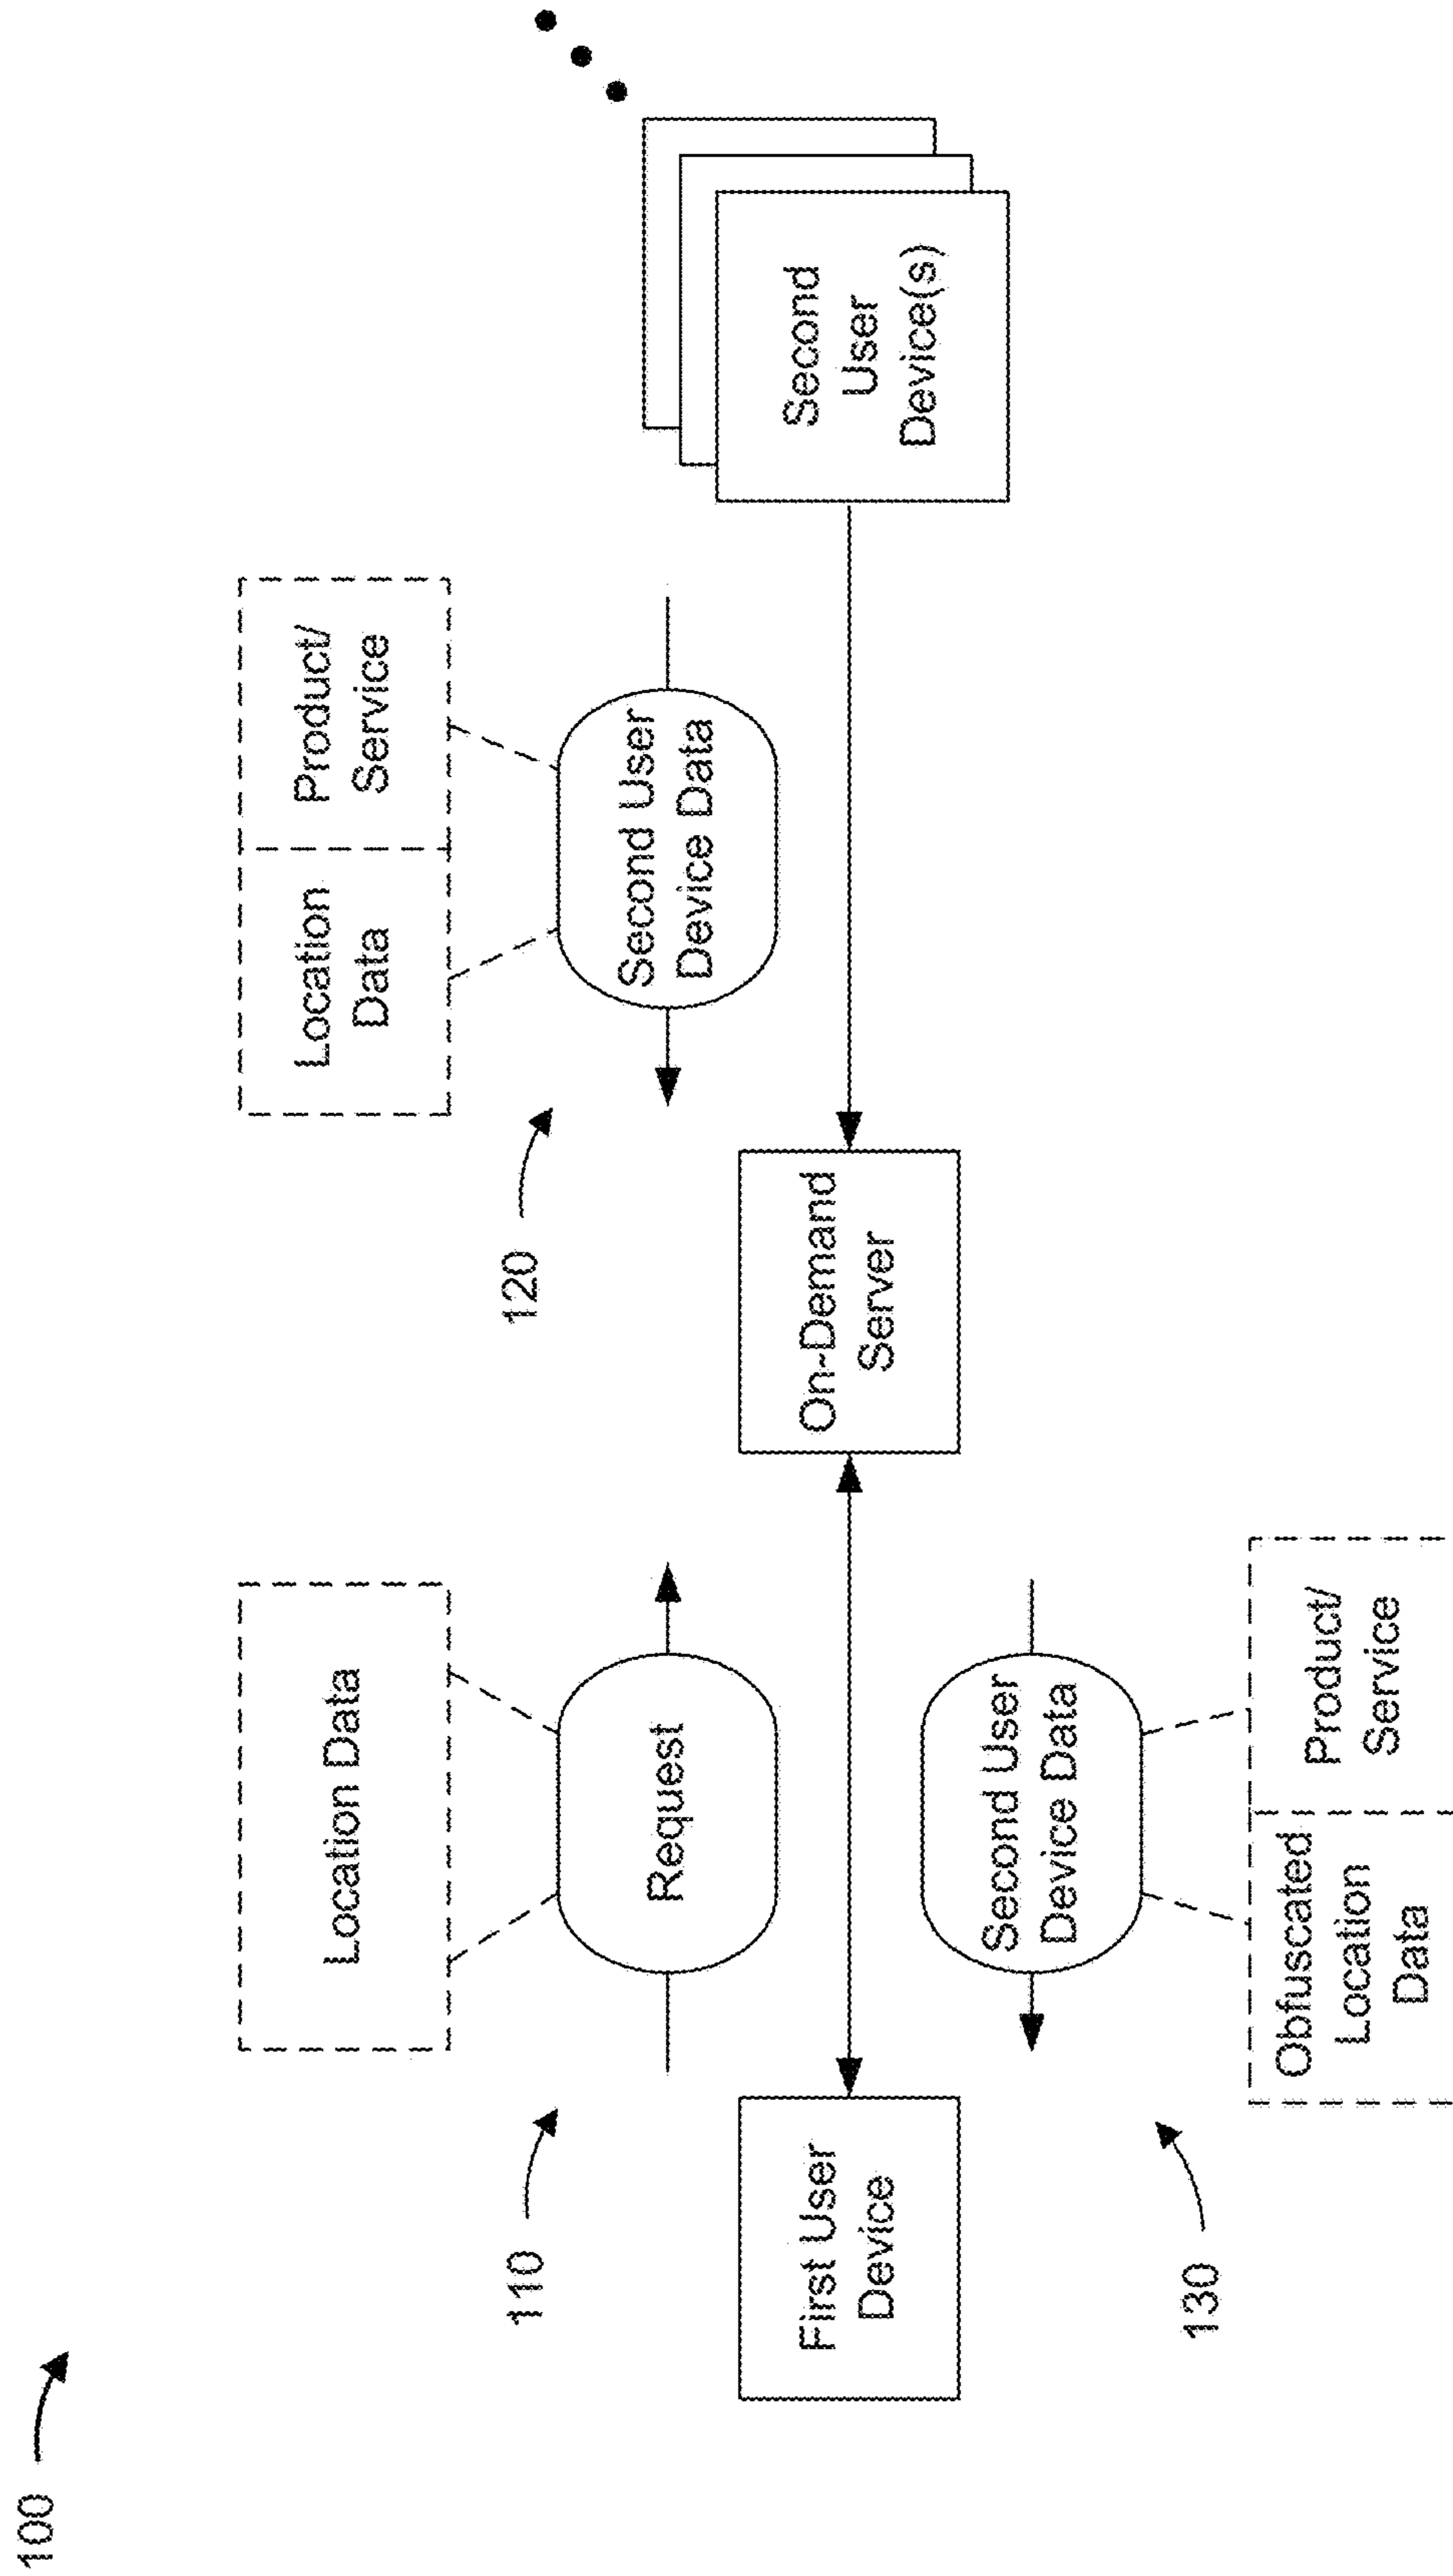 100
110
Location Data
Request
120
Location
Data
Product/
Service
Second User
Device Data
First User
Device
On-Demand
Server
Second
User
Device(s)
130
Second User
Device Data
Obfuscated
Location
Data
Product/
Service